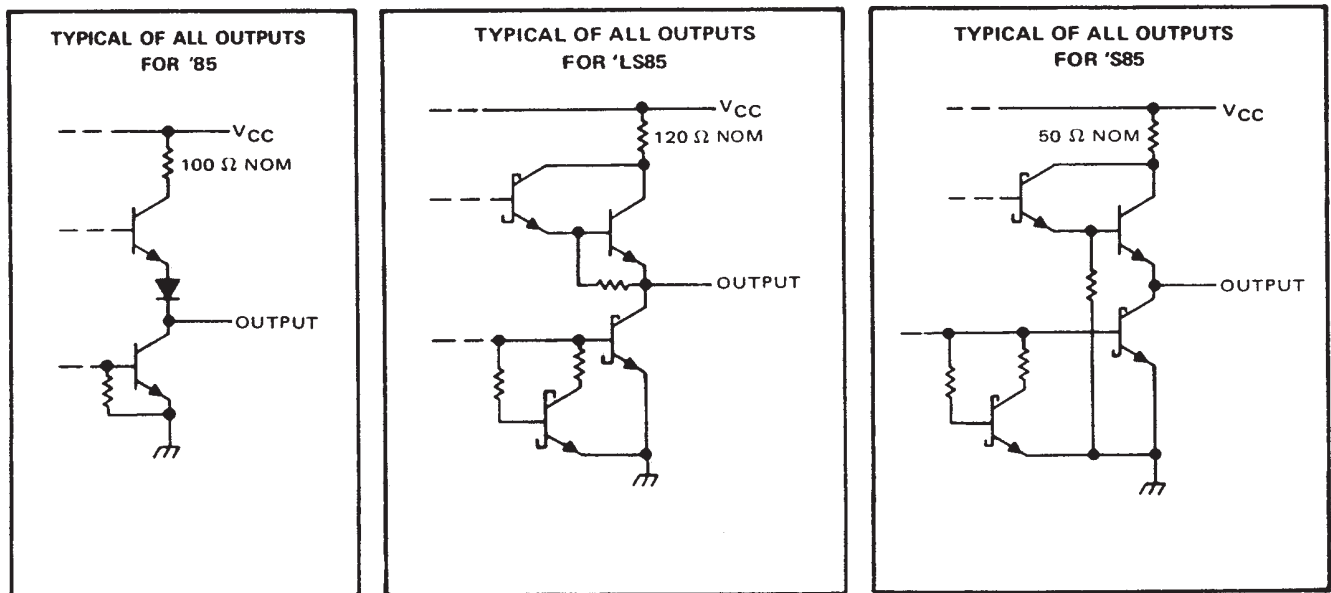 TYPICAL OF ALL OUTPUTS
FOR '85
VCC
100 Ω NOM
OUTPUT
TYPICAL OF ALL OUTPUTS
FOR 'LS85
VCC
120 Ω NOM
OUTPUT
TYPICAL OF ALL OUTPUTS
FOR 'S85
VCC
50 Ω NOM
OUTPUT